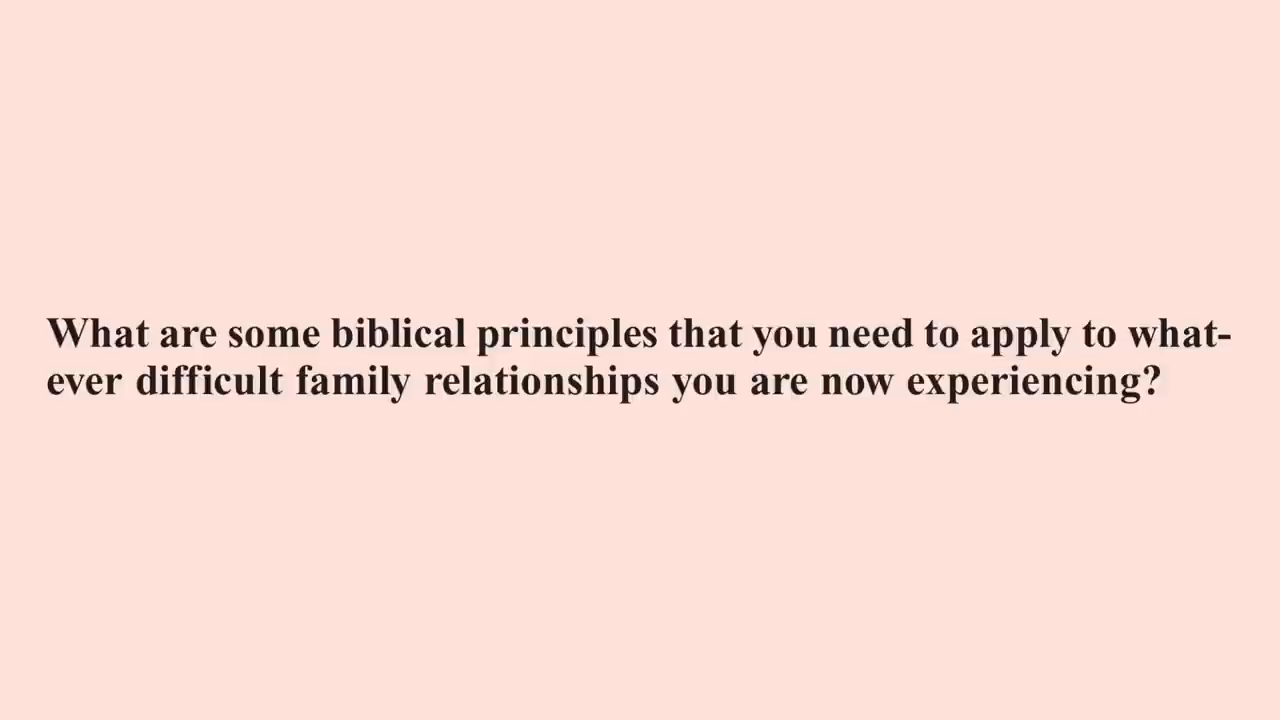 What are some biblical principles that you need to apply to what-
ever difficult family relationships you are now experiencing?